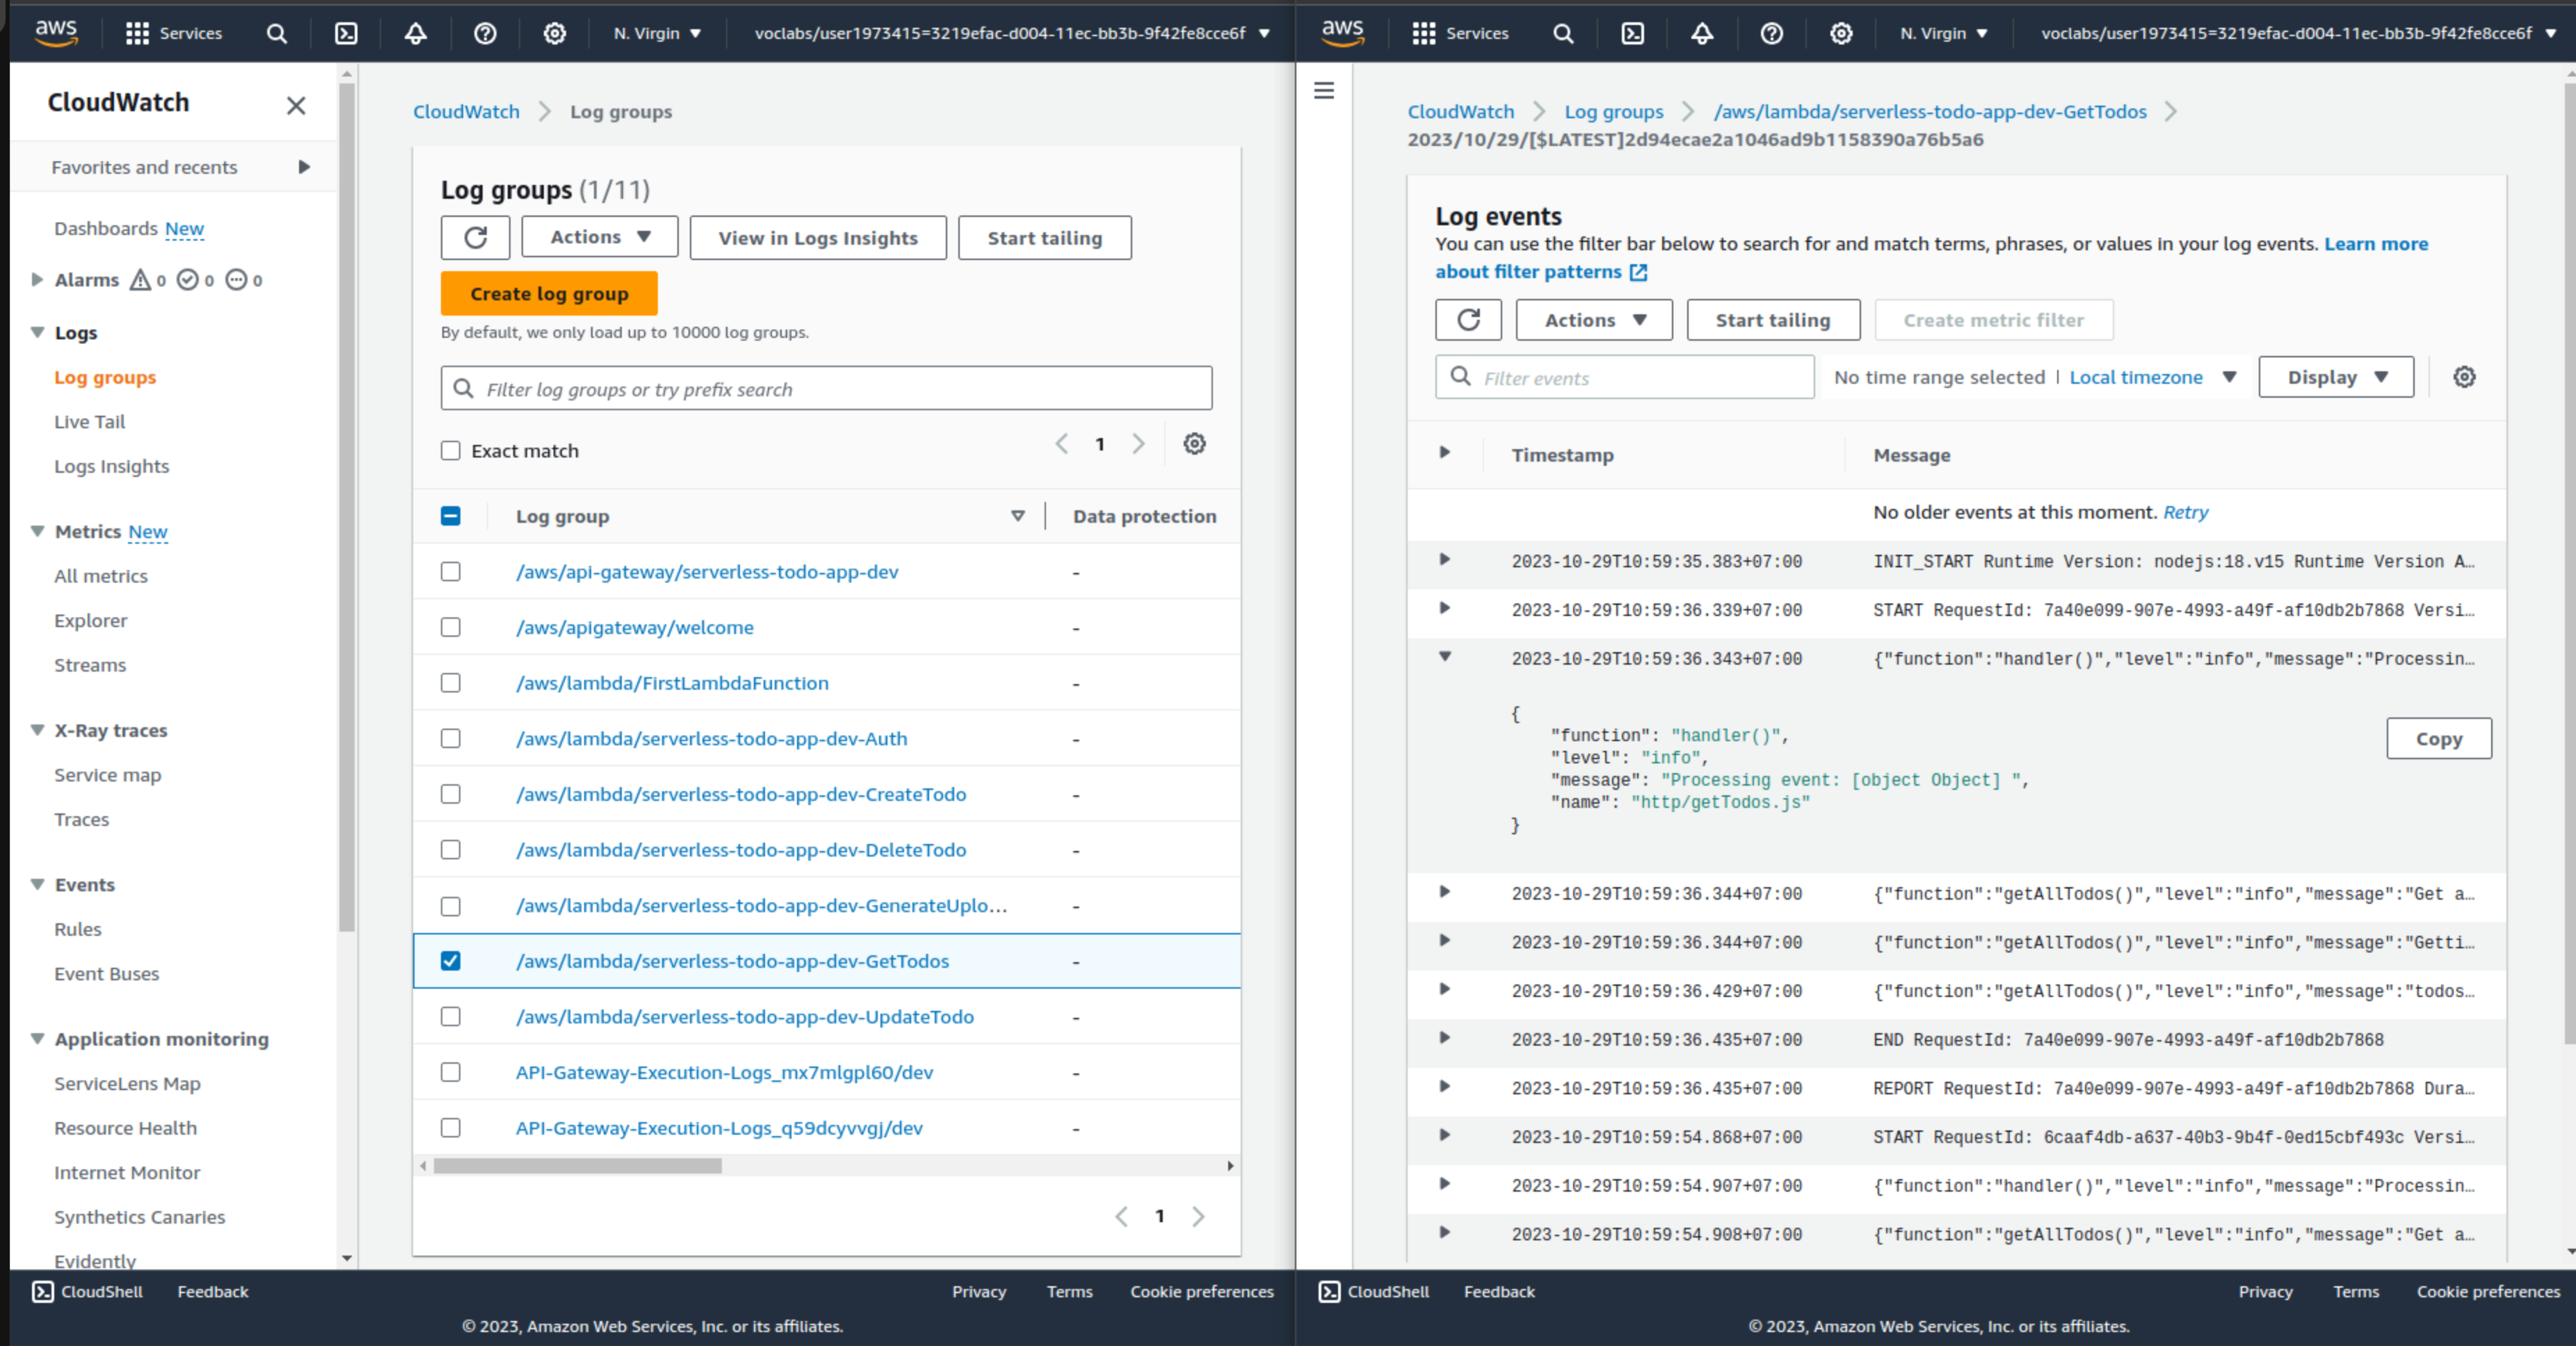 aws Services N. Virgin voclabs/user1973415=3219efac-d004-11ec-bb3b-9f42fe8cce6f
CloudWatch
Favorites and recents
Dashboards New
Alarms 0 0 0
Logs
Log groups
Live Tail
Logs Insights
Metrics New
All metrics
Explorer
Streams
X-Ray traces
Service map
Traces
Events
Rules
Event Buses
Application monitoring
ServiceLens Map
Resource Health
Internet Monitor
Synthetics Canaries
Evidently
CloudWatch Log groups
Log groups (1/11)
Actions View in Logs Insights Start tailing
Create log group
By default, we only load up to 10000 log groups.
Filter log groups or try prefix search
Exact match 1
Log group Data protection
/aws/api-gateway/serverless-todo-app-dev -
/aws/apigateway/welcome -
/aws/lambda/FirstLambdaFunction -
/aws/lambda/serverless-todo-app-dev-Auth -
/aws/lambda/serverless-todo-app-dev-CreateTodo -
/aws/lambda/serverless-todo-app-dev-DeleteTodo -
/aws/lambda/serverless-todo-app-dev-GenerateUplo... -
/aws/lambda/serverless-todo-app-dev-GetTodos -
/aws/lambda/serverless-todo-app-dev-UpdateTodo -
API-Gateway-Execution-Logs_mx7mlgpl60/dev -
API-Gateway-Execution-Logs_q59dcyvvgj/dev -
1
CloudShell Feedback Privacy Terms Cookie preferences
© 2023, Amazon Web Services, Inc. or its affiliates.
aws Services N. Virgin voclabs/user1973415=3219efac-d004-11ec-bb3b-9f42fe8cce6f
CloudWatch Log groups /aws/lambda/serverless-todo-app-dev-GetTodos
2023/10/29/[$LATEST]2d94ecae2a1046ad9b1158390a76b5a6
Log events
You can use the filter bar below to search for and match terms, phrases, or values in your log events. Learn more
about filter patterns
Actions Start tailing Create metric filter
Filter events No time range selected | Local timezone Display
Timestamp Message
No older events at this moment. Retry
2023-10-29T10:59:35.383+07:00 INIT_START Runtime Version: nodejs:18.v15 Runtime Version A…
2023-10-29T10:59:36.339+07:00 START RequestId: 7a40e099-907e-4993-a49f-af10db2b7868 Versi…
2023-10-29T10:59:36.343+07:00 {"function":"handler()","level":"info","message":"Processin…
{
"function": "handler()",
"level": "info",
"message": "Processing event: [object Object] ",
"name": "http/getTodos.js"
}
Copy
2023-10-29T10:59:36.344+07:00 {"function":"getAllTodos()","level":"info","message":"Get a…
2023-10-29T10:59:36.344+07:00 {"function":"getAllTodos()","level":"info","message":"Getti…
2023-10-29T10:59:36.429+07:00 {"function":"getAllTodos()","level":"info","message":"todos…
2023-10-29T10:59:36.435+07:00 END RequestId: 7a40e099-907e-4993-a49f-af10db2b7868
2023-10-29T10:59:36.435+07:00 REPORT RequestId: 7a40e099-907e-4993-a49f-af10db2b7868 Dura…
2023-10-29T10:59:54.868+07:00 START RequestId: 6caaf4db-a637-40b3-9b4f-0ed15cbf493c Versi…
2023-10-29T10:59:54.907+07:00 {"function":"handler()","level":"info","message":"Processin…
2023-10-29T10:59:54.908+07:00 {"function":"getAllTodos()","level":"info","message":"Get a…
CloudShell Feedback Privacy Terms Cookie preferences
© 2023, Amazon Web Services, Inc. or its affiliates.